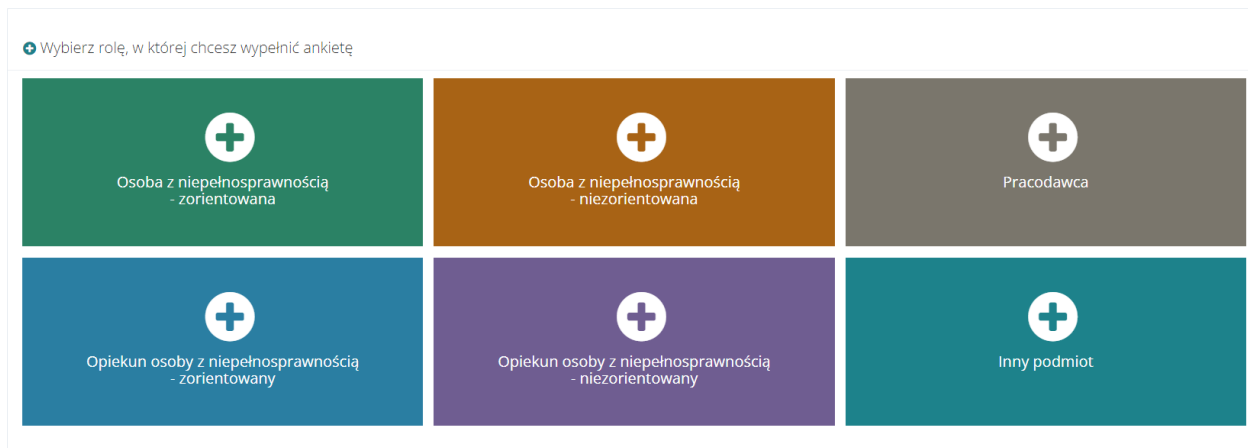 Wybierz rolę, w której chcesz wypełnić ankietę
Osoba z niepełnosprawnością
- zorientowana
Osoba z niepełnosprawnością
- niezorientowana
Pracodawca
Opiekun osoby z niepełnosprawnością
- zorientowany
Opiekun osoby z niepełnosprawnością
- niezorientowany
Inny podmiot